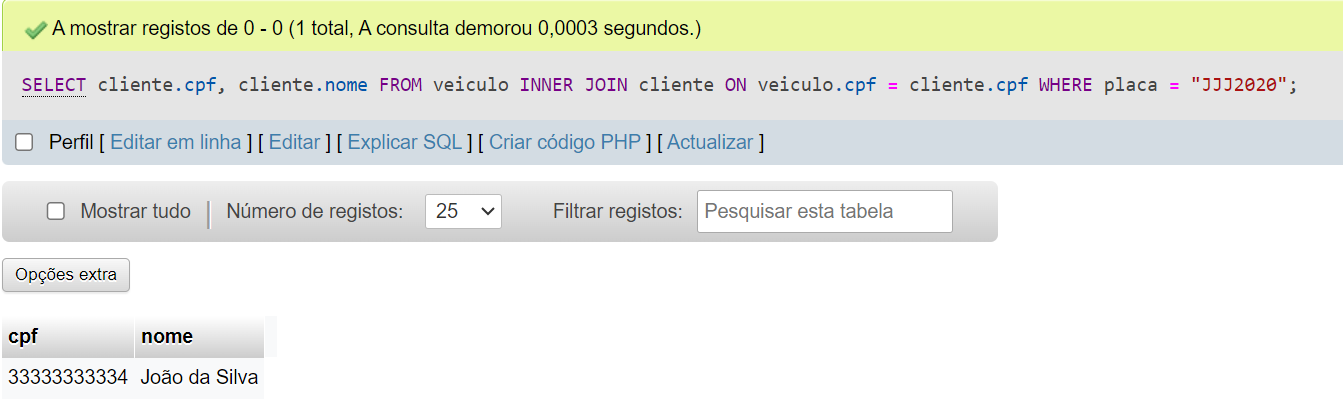 A mostrar registos de 0 - 0 (1 total, A consulta demorou 0,0003 segundos.)
SELECT cliente.cpf, cliente.nome FROM veiculo INNER JOIN cliente ON veiculo.cpf = cliente.cpf WHERE placa = "JJJ2020";
Perfil [ Editar em linha ] [ Editar ] [ Explicar SQL ] [ Criar código PHP ] [ Actualizar ]
Mostrar tudo | Número de registos: 25 Filtrar registos: Pesquisar esta tabela
Opções extra
cpf nome
33333333334 João da Silva